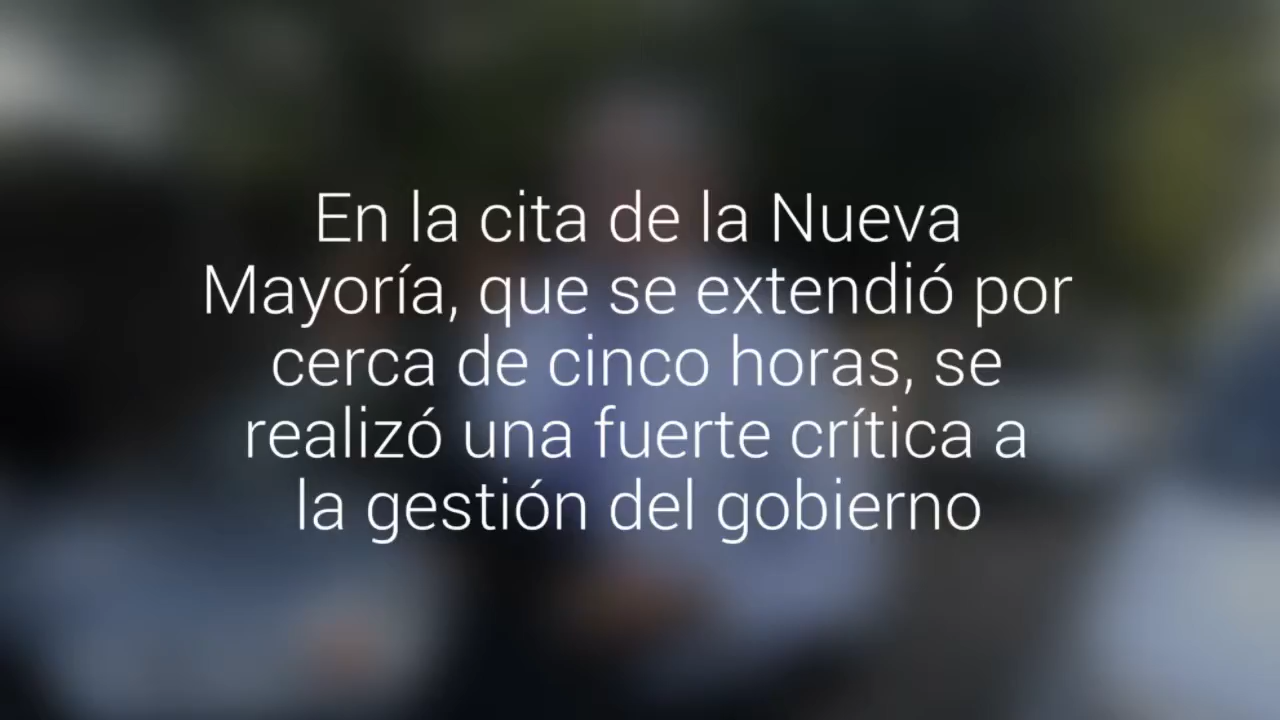 En la cita de la Nueva
Mayoría, que se extendió por
cerca de cinco horas, se
realizó una fuerte crítica a
la gestión del gobierno